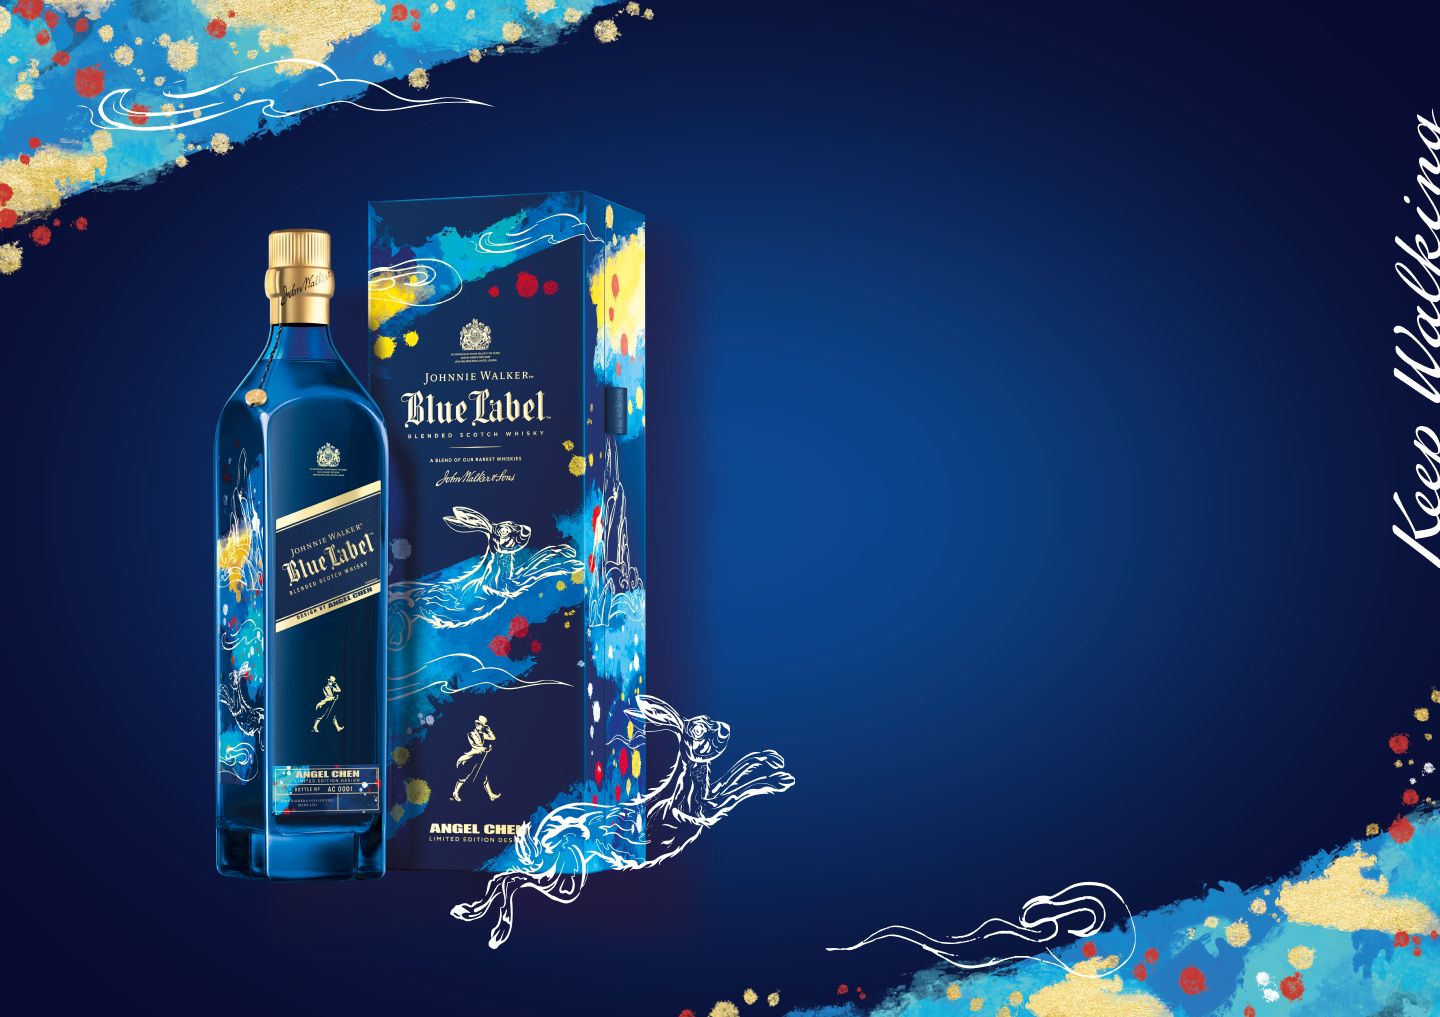 John Walker
JOHNNIE WALKER
Blue Label
BLENDED SCOTCH WHISKY
DESIGN BY ANGEL CHEN
ANGEL CHEN
LIMITED EDITION DESIGN
BOTTLE Nº AC 0001
JOHNNIE WALKER™
Blue Label™
BLENDED SCOTCH WHISKY
A BLEND OF OUR RAREST WHISKIES
John Walker & Sons
ANGEL CHEN
LIMITED EDITION DES
Keep Walking